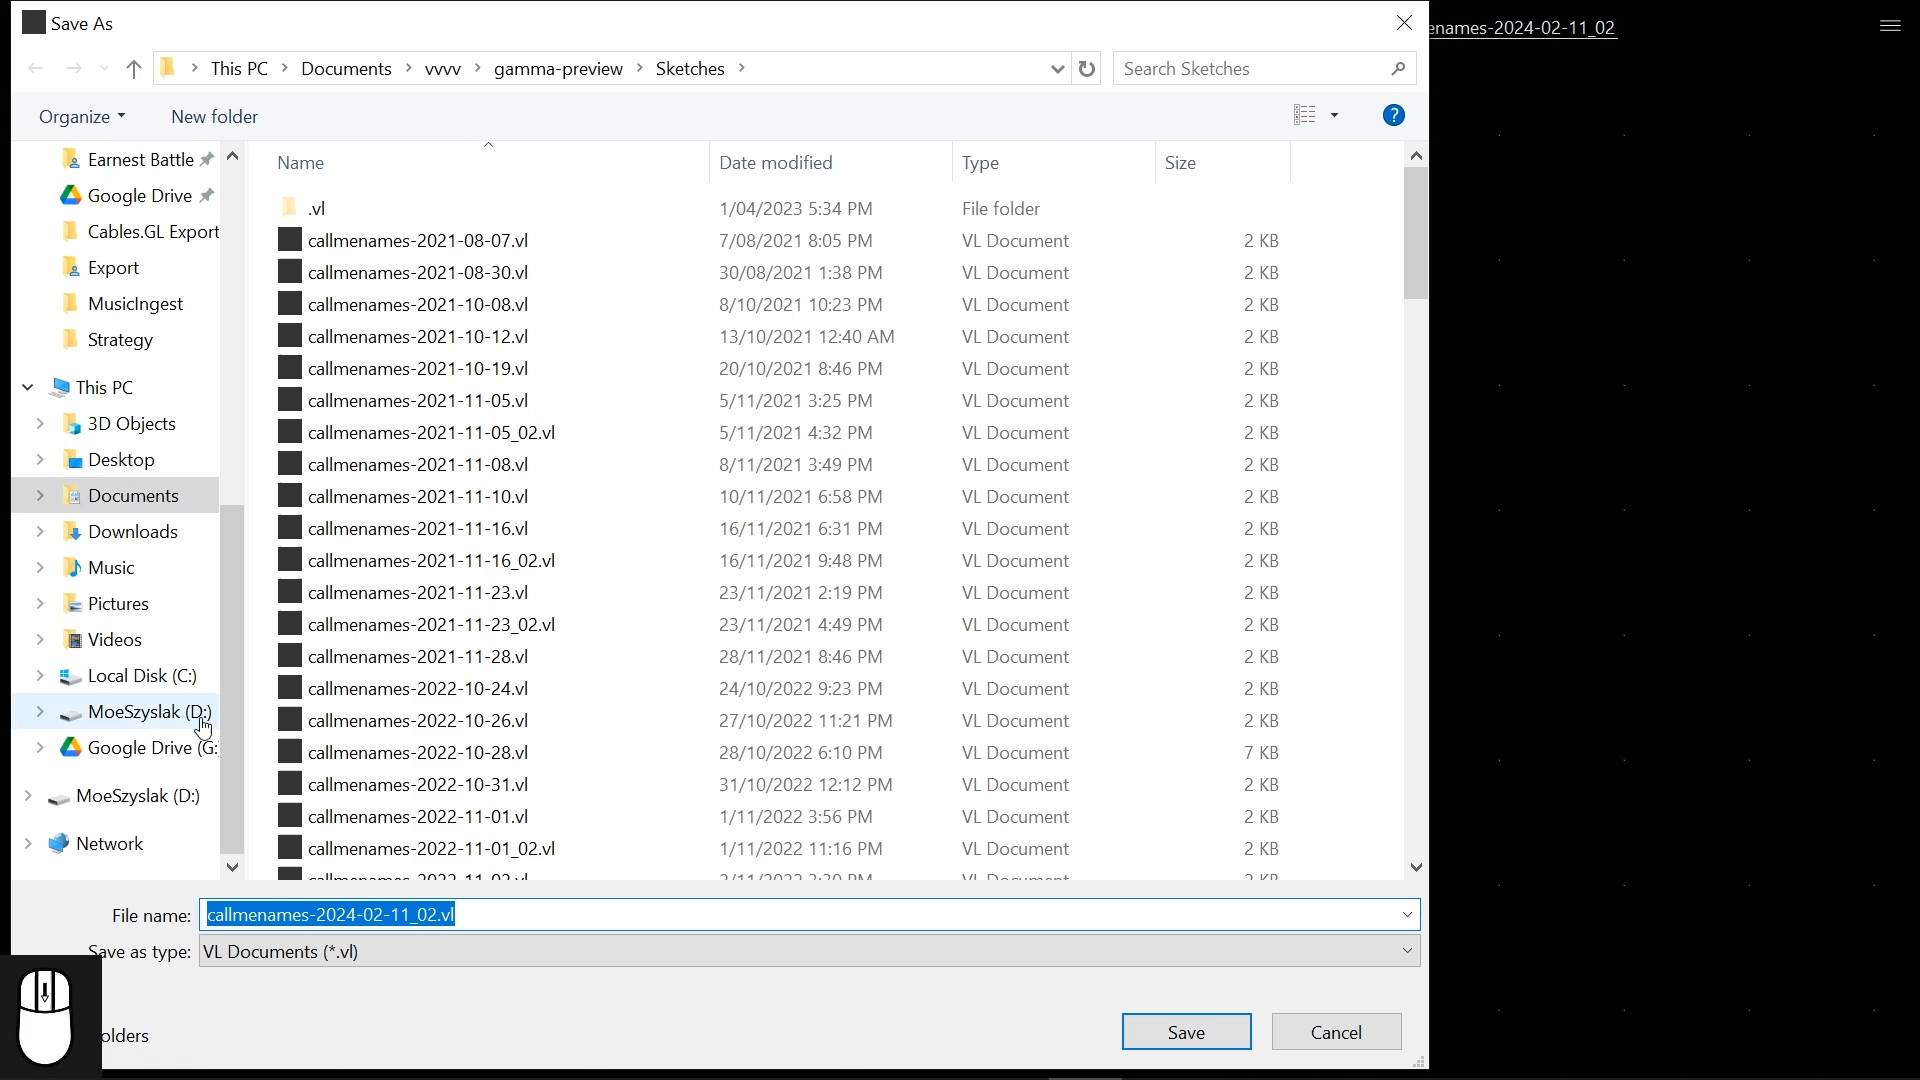 Save As
enames-2024-02-11_02
This PC > Documents > vvvv > gamma-preview > Sketches >
Search Sketches
Organize
New folder
?
Earnest Battle
Google Drive
Cables.GL Export
Export
MusicIngest
Strategy
This PC
3D Objects
Desktop
Documents
Downloads
Music
Pictures
Videos
Local Disk (C:)
MoeSzyslak (D:)
Google Drive (G:
MoeSzyslak (D:)
Network
Name Date modified Type Size
.vl 1/04/2023 5:34 PM File folder
callmenames-2021-08-07.vl 7/08/2021 8:05 PM VL Document 2 KB
callmenames-2021-08-30.vl 30/08/2021 1:38 PM VL Document 2 KB
callmenames-2021-10-08.vl 8/10/2021 10:23 PM VL Document 2 KB
callmenames-2021-10-12.vl 13/10/2021 12:40 AM VL Document 2 KB
callmenames-2021-10-19.vl 20/10/2021 8:46 PM VL Document 2 KB
callmenames-2021-11-05.vl 5/11/2021 3:25 PM VL Document 2 KB
callmenames-2021-11-05_02.vl 5/11/2021 4:32 PM VL Document 2 KB
callmenames-2021-11-08.vl 8/11/2021 3:49 PM VL Document 2 KB
callmenames-2021-11-10.vl 10/11/2021 6:58 PM VL Document 2 KB
callmenames-2021-11-16.vl 16/11/2021 6:31 PM VL Document 2 KB
callmenames-2021-11-16_02.vl 16/11/2021 9:48 PM VL Document 2 KB
callmenames-2021-11-23.vl 23/11/2021 2:19 PM VL Document 2 KB
callmenames-2021-11-23_02.vl 23/11/2021 4:49 PM VL Document 2 KB
callmenames-2021-11-28.vl 28/11/2021 8:46 PM VL Document 2 KB
callmenames-2022-10-24.vl 24/10/2022 9:23 PM VL Document 2 KB
callmenames-2022-10-26.vl 27/10/2022 11:21 PM VL Document 2 KB
callmenames-2022-10-28.vl 28/10/2022 6:10 PM VL Document 7 KB
callmenames-2022-10-31.vl 31/10/2022 12:12 PM VL Document 2 KB
callmenames-2022-11-01.vl 1/11/2022 3:56 PM VL Document 2 KB
callmenames-2022-11-01_02.vl 1/11/2022 11:16 PM VL Document 2 KB
File name: callmenames-2024-02-11_02.vl
Save as type: VL Documents (*.vl)
olders
Save
Cancel